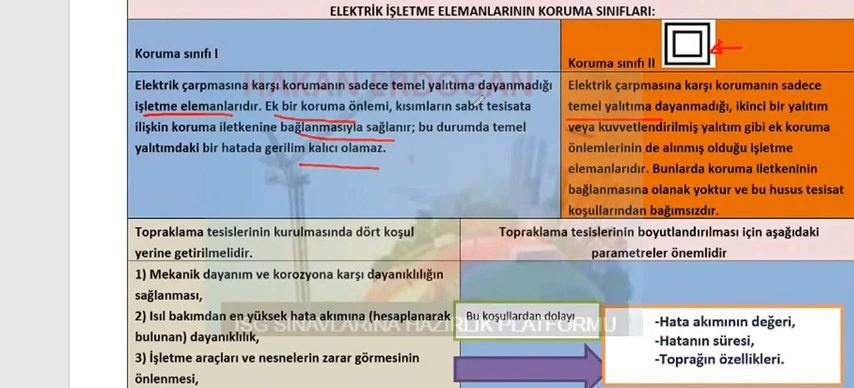 ELEKTRİK İŞLETME ELEMANLARININ KORUMA SINIFLARI:
Koruma sınıfı I
Elektrik çarpmasına karşı korumanın sadece temel yalıtıma dayanmadığı
işletme elemanlarıdır. Ek bir koruma önlemi, kısımların sabit tesisata
ilişkin koruma iletkenine bağlanmasıyla sağlanır; bu durumda temel
yalıtımdaki bir hatada gerilim kalıcı olamaz.
Koruma sınıfı II
Elektrik çarpmasına karşı korumanın sadece
temel yalıtıma dayanmadığı, ikinci bir yalıtım
veya kuvvetlendirilmiş yalıtım gibi ek koruma
önlemlerinin de alınmış olduğu işletme
elemanlarıdır. Bunlarda koruma iletkeninin
bağlanmasına olanak yoktur ve bu husus tesisat
koşullarından bağımsızdır.
HAKAN ERDOĞAN
Topraklama tesislerinin kurulmasında dört koşul
yerine getirilmelidir.
1) Mekanik dayanım ve korozyona karşı dayanıklılığın
sağlanması,
2) Isıl bakımdan en yüksek hata akımına (hesaplanarak
bulunan) dayanıklılık,
3) İşletme araçları ve nesnelerin zarar görmesinin
önlenmesi,
Topraklama tesislerinin boyutlandırılması için aşağıdaki
parametreler önemlidir
Bu koşullardan dolayı
-Hata akımının değeri,
-Hatanın süresi,
-Toprağın özellikleri.
İSG SINAVLARINA HAZIRLIK PLATFORMU